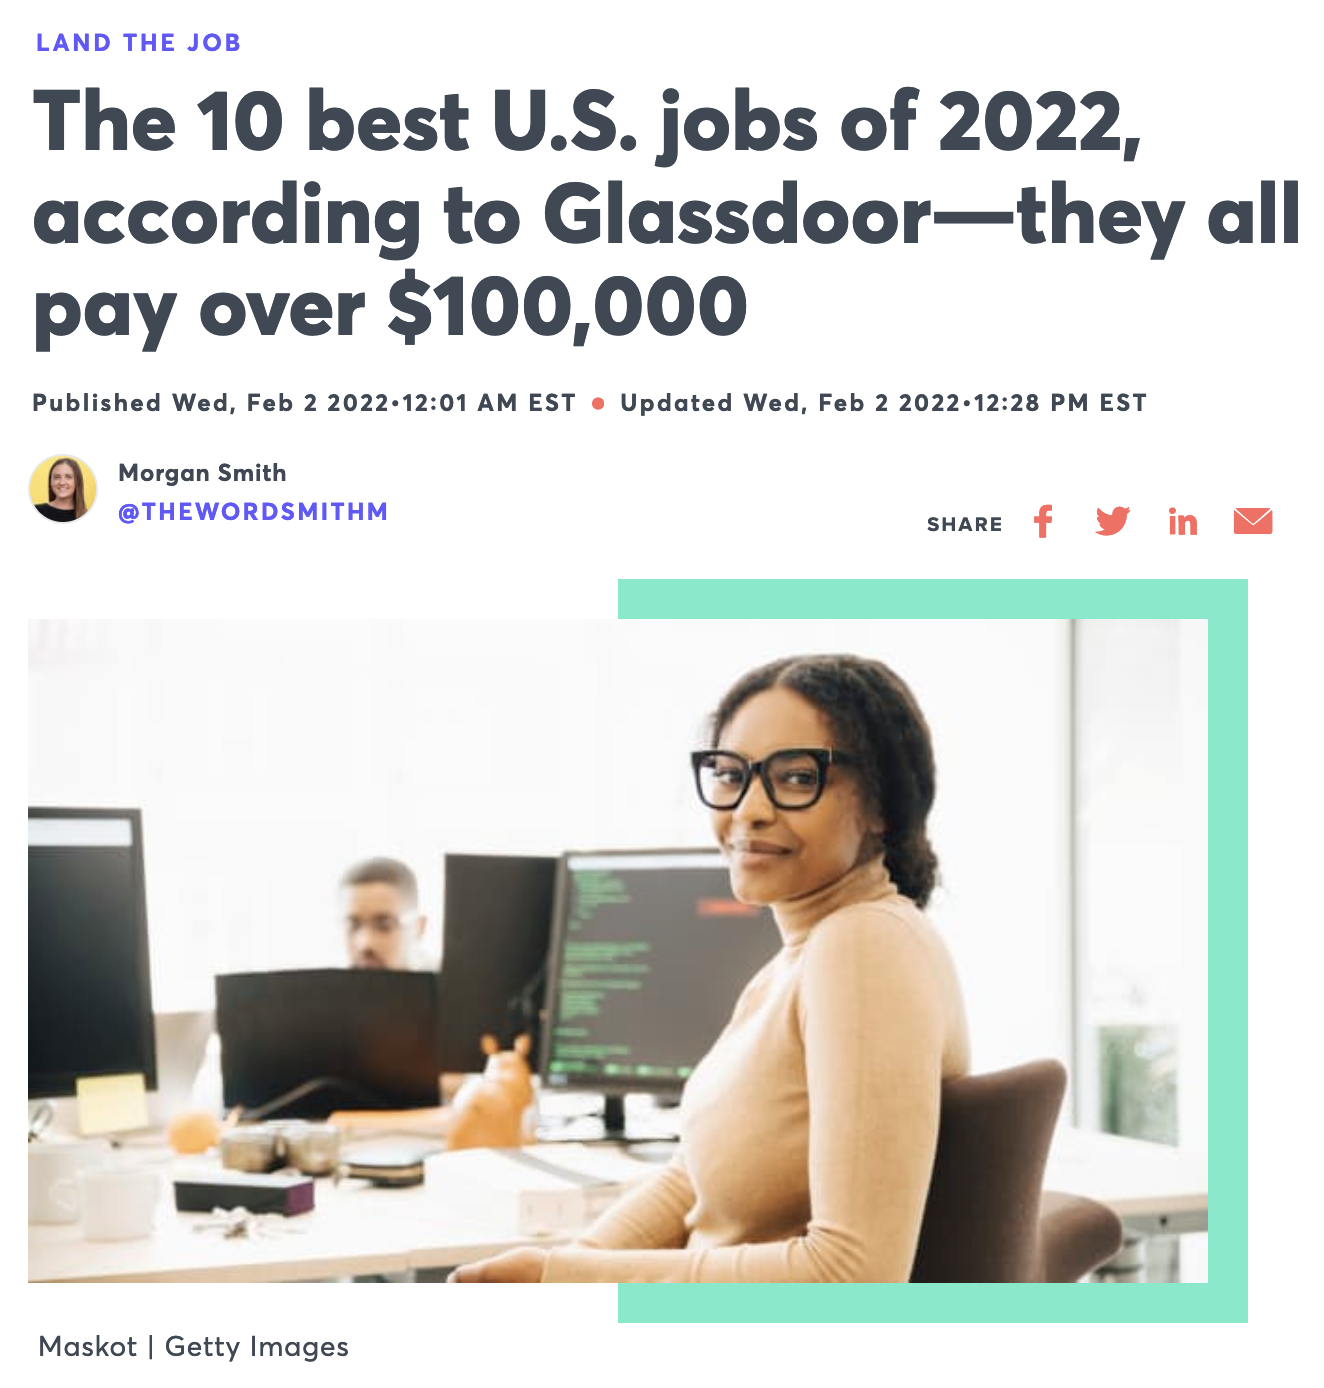 LAND THE JOB
The 10 best U.S. jobs of 2022,
according to Glassdoor—they all
pay over $100,000
Published Wed, Feb 2 2022•12:01 AM EST • Updated Wed, Feb 2 2022•12:28 PM EST
Morgan Smith
@THEWORDSMITHM
SHARE
Maskot | Getty Images